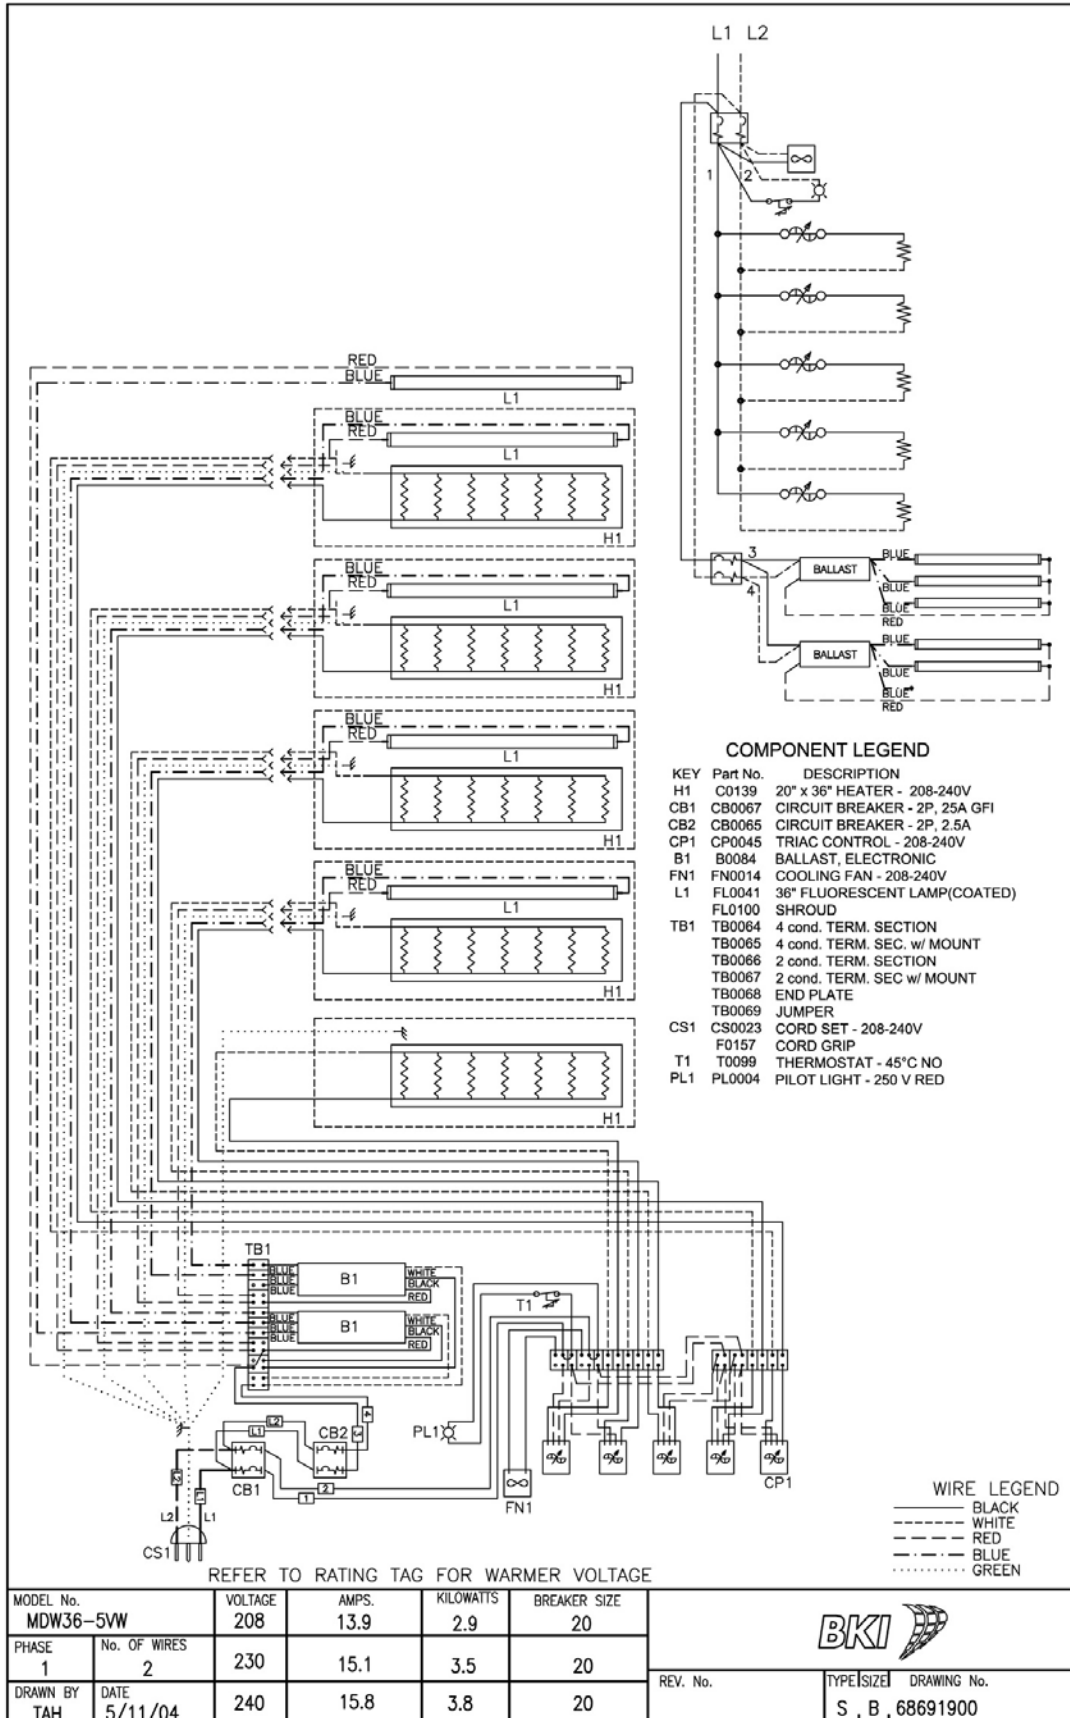 L1 L2
1 2
RED
BLUE
L1
BLUE
RED
L1
H1
3
4
BALLAST
BLUE
BLUE
BLUE
RED
BALLAST
BLUE
BLUE
BLUE
RED
BLUE
RED
L1
H1
BLUE
RED
L1
H1
BLUE
RED
L1
H1
H1
COMPONENT LEGEND
KEY Part No. DESCRIPTION
H1 C0139 20" x 36" HEATER - 208-240V
CB1 CB0067 CIRCUIT BREAKER - 2P, 25A GFI
CB2 CB0065 CIRCUIT BREAKER - 2P, 2.5A
CP1 CP0045 TRIAC CONTROL - 208-240V
B1 B0084 BALLAST, ELECTRONIC
FN1 FN0014 COOLING FAN - 208-240V
L1 FL0041 36" FLUORESCENT LAMP(COATED)
FL0100 SHROUD
TB1 TB0064 4 cond. TERM. SECTION
TB0065 4 cond. TERM. SEC. w/ MOUNT
TB0066 2 cond. TERM. SECTION
TB0067 2 cond. TERM. SEC w/ MOUNT
TB0068 END PLATE
TB0069 JUMPER
CS1 CS0023 CORD SET - 208-240V
F0157 CORD GRIP
T1 T0099 THERMOSTAT - 45°C NO
PL1 PL0004 PILOT LIGHT - 250 V RED
TB1
BLUE
BLUE
BLUE
B1
WHITE
BLACK
RED
BLUE
BLUE
BLUE
B1
WHITE
BLACK
RED
T1
4
3
L2
L1
CB2
PL1
CB1
2
1
L2
L1
L2 L1
CS1
FN1
CP1
WIRE LEGEND
BLACK
WHITE
RED
BLUE
GREEN
REFER TO RATING TAG FOR WARMER VOLTAGE
MODEL No. VOLTAGE AMPS. KILOWATTS BREAKER SIZE
MDW36-5VW 208 13.9 2.9 20
PHASE No. OF WIRES
1 2 230 15.1 3.5 20
DRAWN BY DATE
TAH 5/11/04 240 15.8 3.8 20
BKI
REV. No. TYPE SIZE DRAWING No.
S , B , 68691900